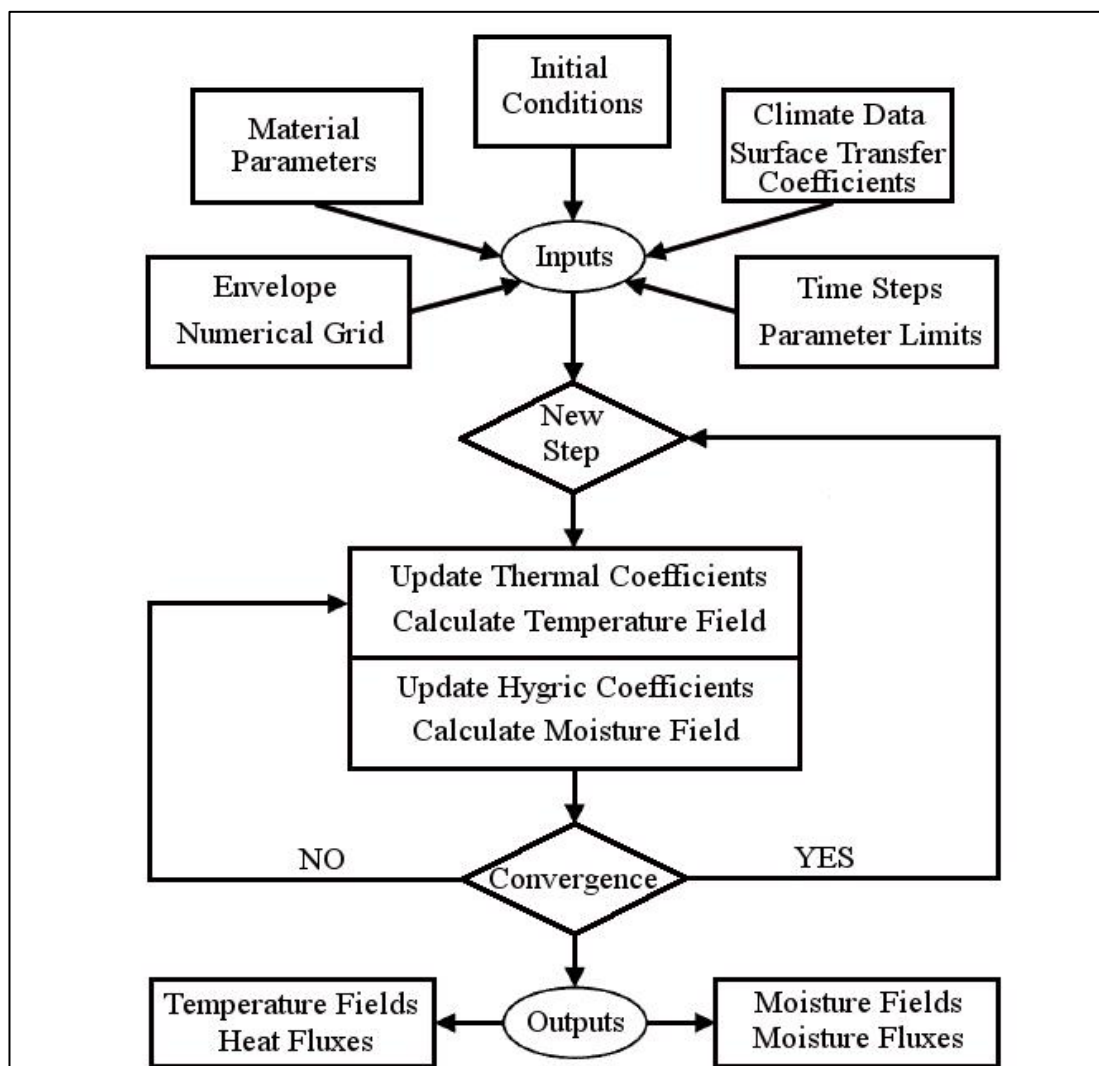 Initial
Conditions
Material
Parameters
Climate Data
Surface Transfer
Coefficients
Inputs
Envelope
Numerical Grid
Time Steps
Parameter Limits
New
Step
Update Thermal Coefficients
Calculate Temperature Field
Update Hygric Coefficients
Calculate Moisture Field
NO
YES
Convergence
Temperature Fields
Heat Fluxes
Outputs
Moisture Fields
Moisture Fluxes